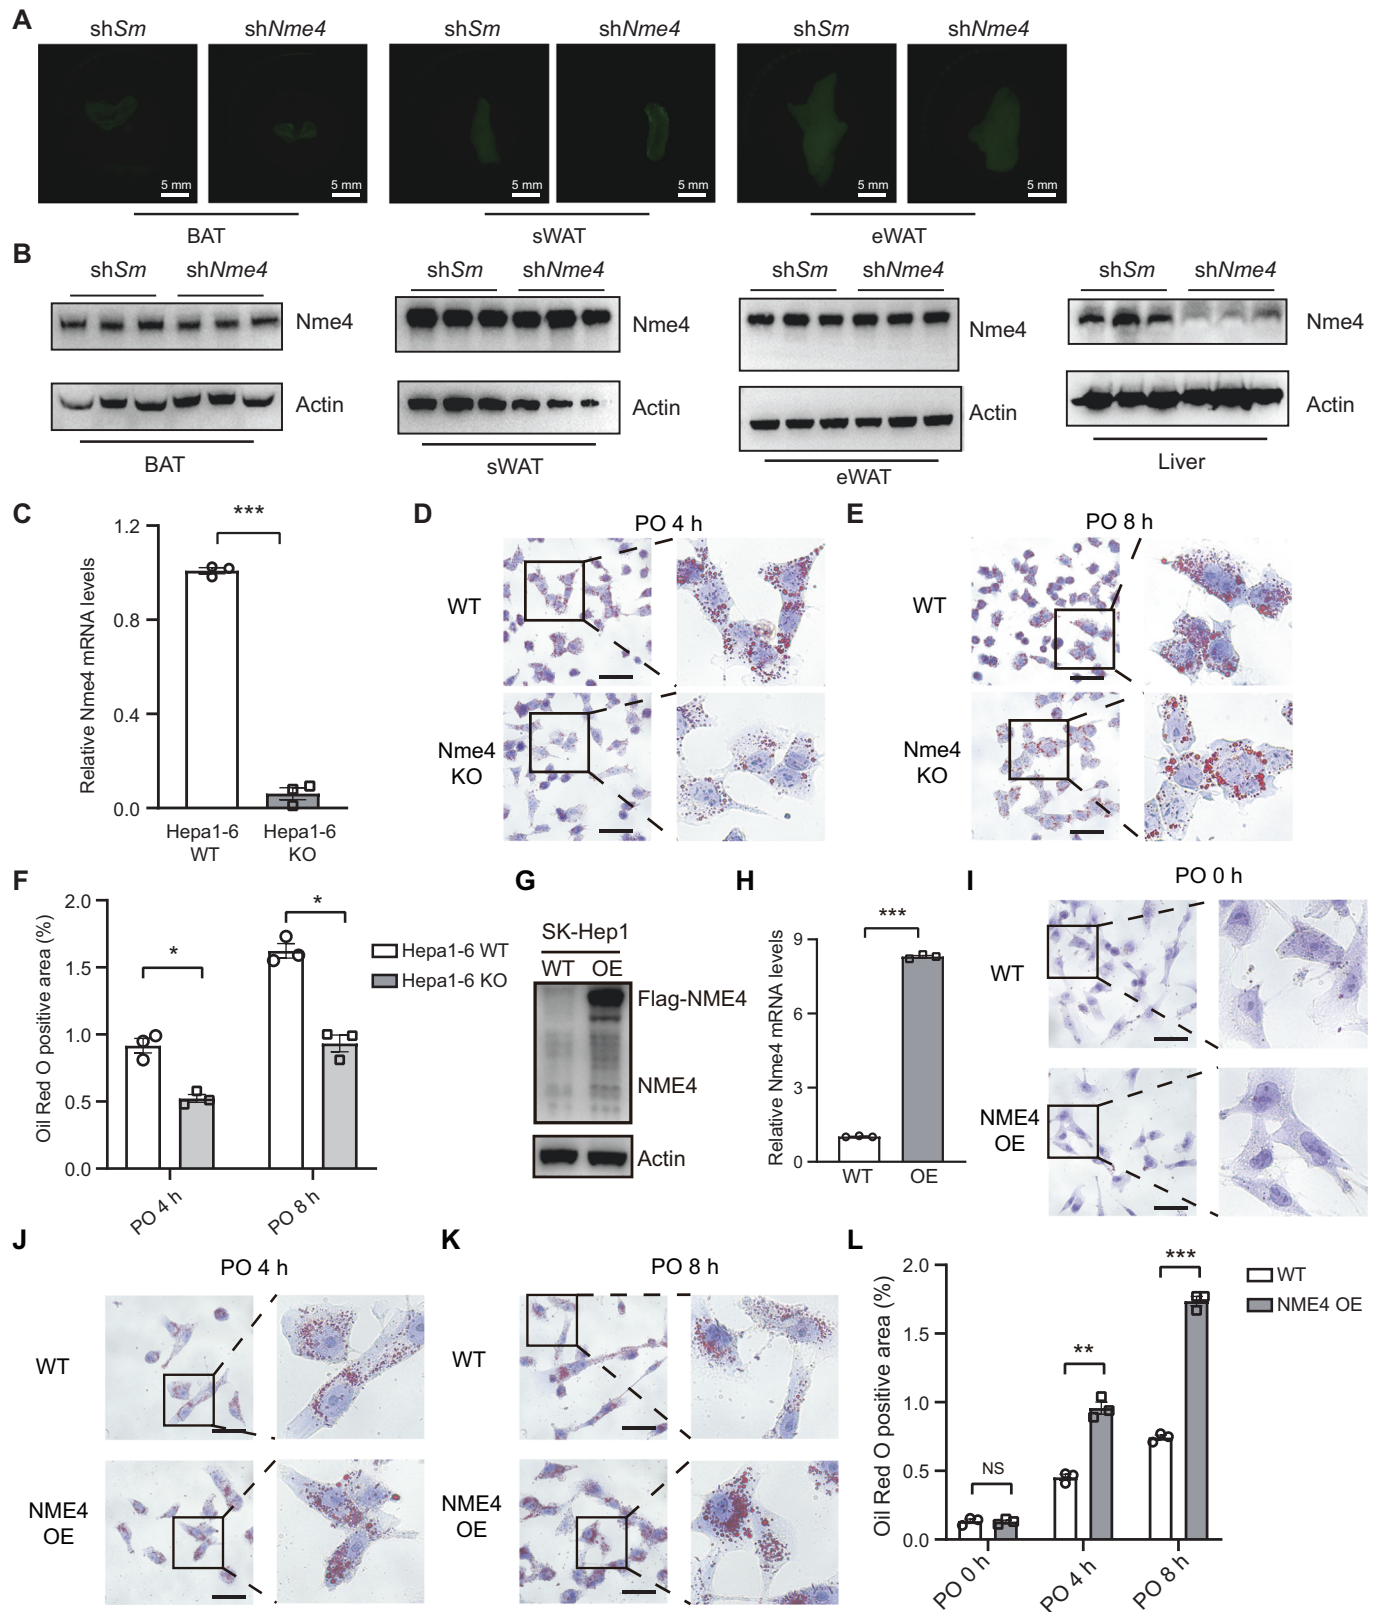 A
shSm shNme4 shSm shNme4 shSm shNme4
5 mm 5 mm 5 mm 5 mm 5 mm 5 mm
BAT sWAT eWAT
B
shSm shNme4 shSm shNme4 shSm shNme4 shSm shNme4
Nme4 Nme4 Nme4 Nme4
Actin Actin Actin Actin
BAT sWAT eWAT Liver
C
Relative Nme4 mRNA levels
***
1.2
0.8
0.4
0.0
Hepa1-6 WT
Hepa1-6 KO
D
PO 4 h
WT
Nme4
KO
E
PO 8 h
WT
Nme4
KO
F
Oil Red O positive area (%)
2.0
1.5
1.0
0.5
0.0
*
*
Hepa1-6 WT
Hepa1-6 KO
PO 4 h
PO 8 h
G
SK-Hep1
WT OE
Flag-NME4
NME4
Actin
H
Relative Nme4 mRNA levels
***
9
6
3
0
WT OE
I
PO 0 h
WT
NME4
OE
J
PO 4 h
WT
NME4
OE
K
PO 8 h
WT
NME4
OE
L
Oil Red O positive area (%)
2.0
1.5
1.0
0.5
0.0
NS
**
***
WT
NME4 OE
PO 0 h
PO 4 h
PO 8 h